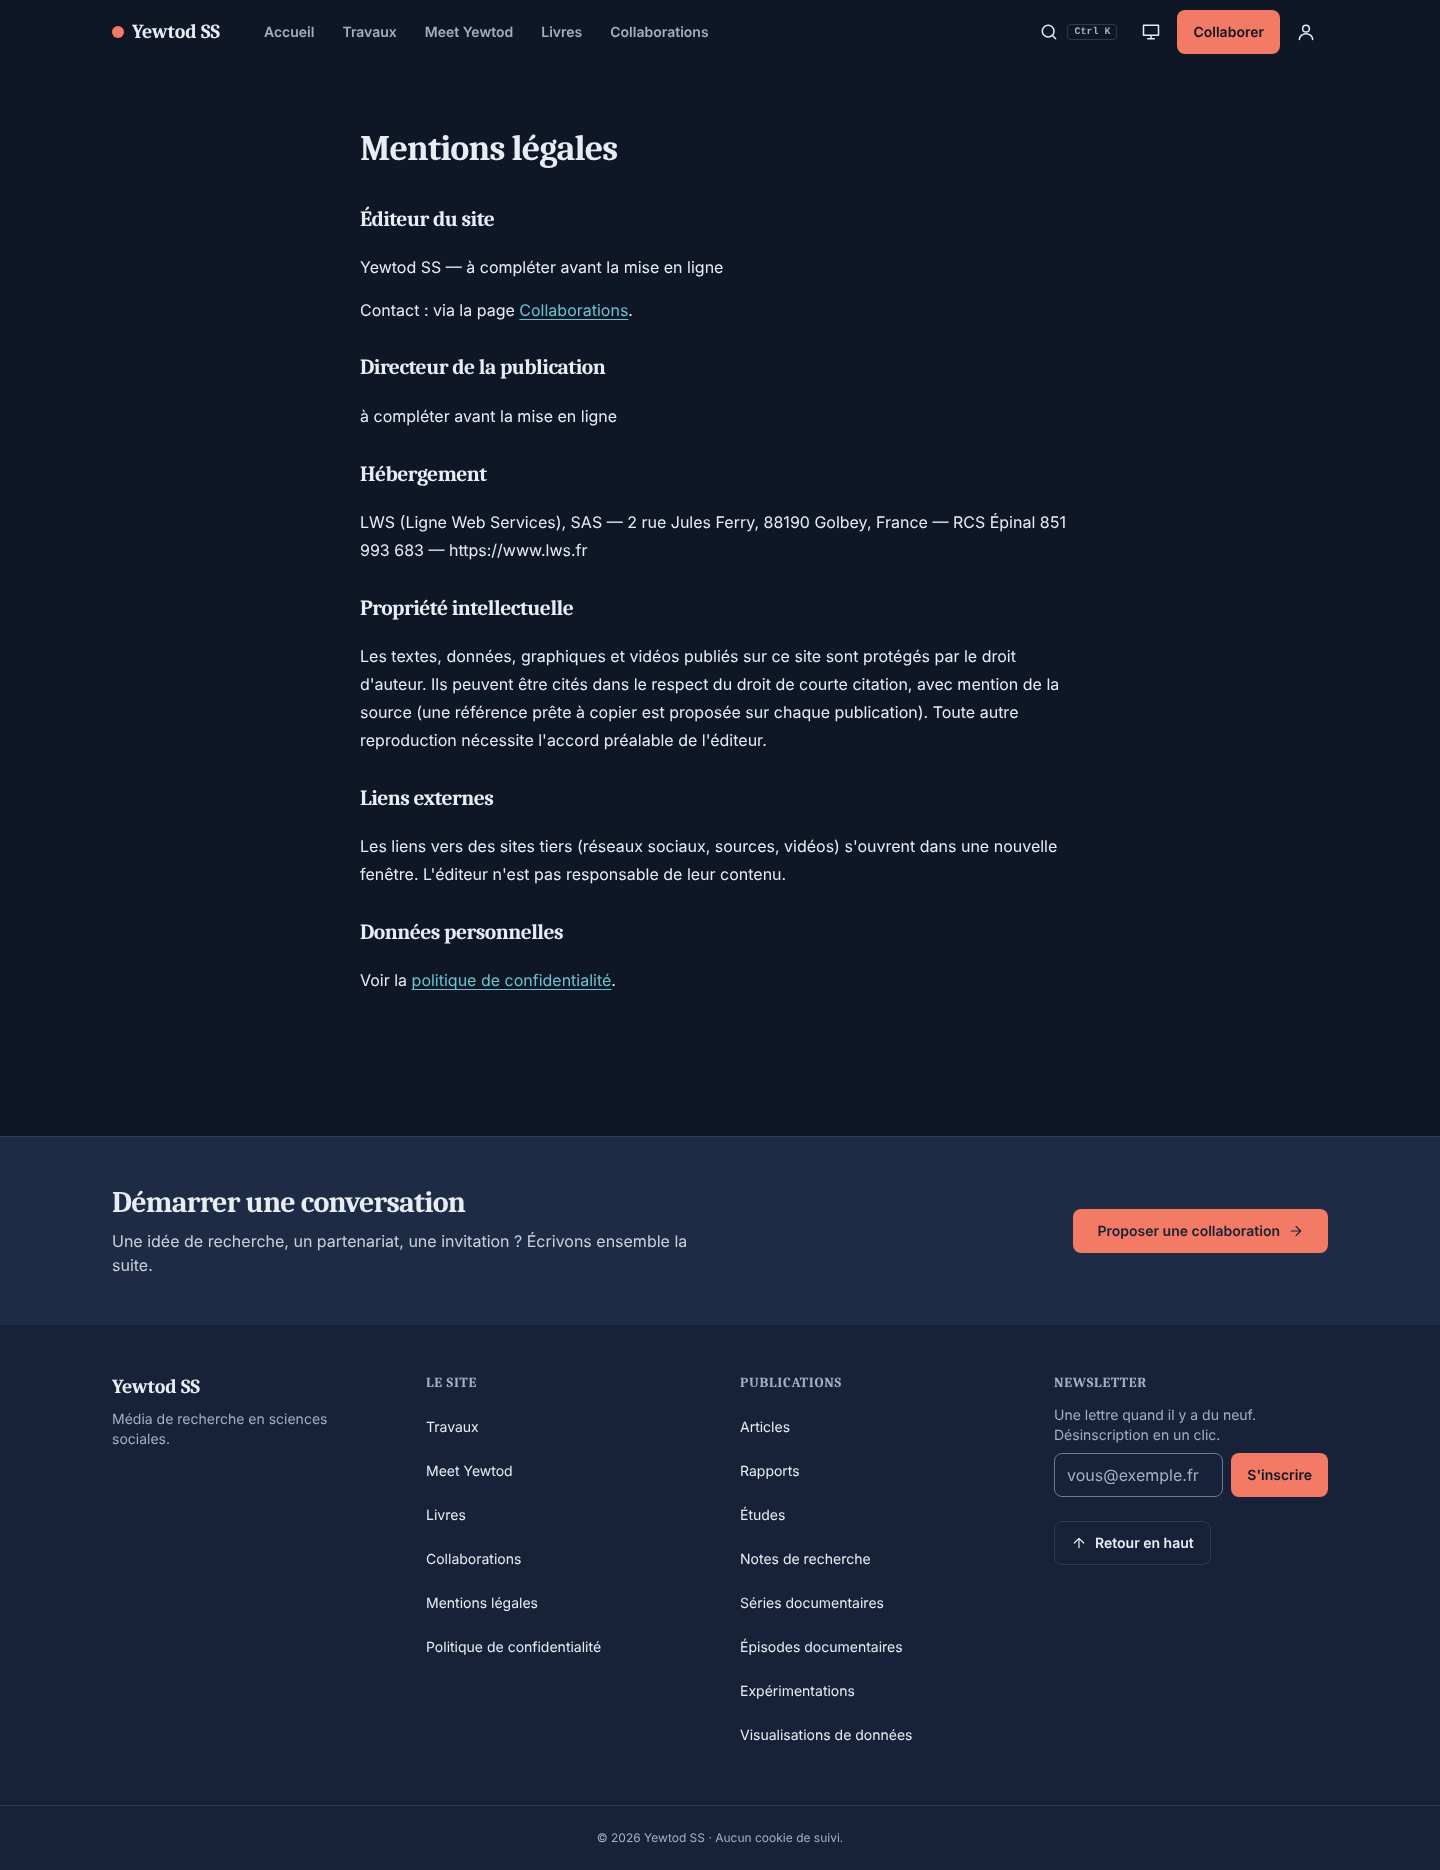 Yewtod SS
Accueil
Travaux
Meet Yewtod
Livres
Collaborations
Ctrl K
Collaborer
Mentions légales
Éditeur du site
Yewtod SS — à compléter avant la mise en ligne
Contact : via la page Collaborations.
Directeur de la publication
à compléter avant la mise en ligne
Hébergement
LWS (Ligne Web Services), SAS — 2 rue Jules Ferry, 88190 Golbey, France — RCS Épinal 851
993 683 — https://www.lws.fr
Propriété intellectuelle
Les textes, données, graphiques et vidéos publiés sur ce site sont protégés par le droit
d'auteur. Ils peuvent être cités dans le respect du droit de courte citation, avec mention de la
source (une référence prête à copier est proposée sur chaque publication). Toute autre
reproduction nécessite l'accord préalable de l'éditeur.
Liens externes
Les liens vers des sites tiers (réseaux sociaux, sources, vidéos) s'ouvrent dans une nouvelle
fenêtre. L'éditeur n'est pas responsable de leur contenu.
Données personnelles
Voir la politique de confidentialité.
Démarrer une conversation
Une idée de recherche, un partenariat, une invitation ? Écrivons ensemble la
suite.
Proposer une collaboration
Yewtod SS
Média de recherche en sciences
sociales.
LE SITE
Travaux
Meet Yewtod
Livres
Collaborations
Mentions légales
Politique de confidentialité
PUBLICATIONS
Articles
Rapports
Études
Notes de recherche
Séries documentaires
Épisodes documentaires
Expérimentations
Visualisations de données
NEWSLETTER
Une lettre quand il y a du neuf.
Désinscription en un clic.
vous@exemple.fr
S'inscrire
Retour en haut
© 2026 Yewtod SS · Aucun cookie de suivi.